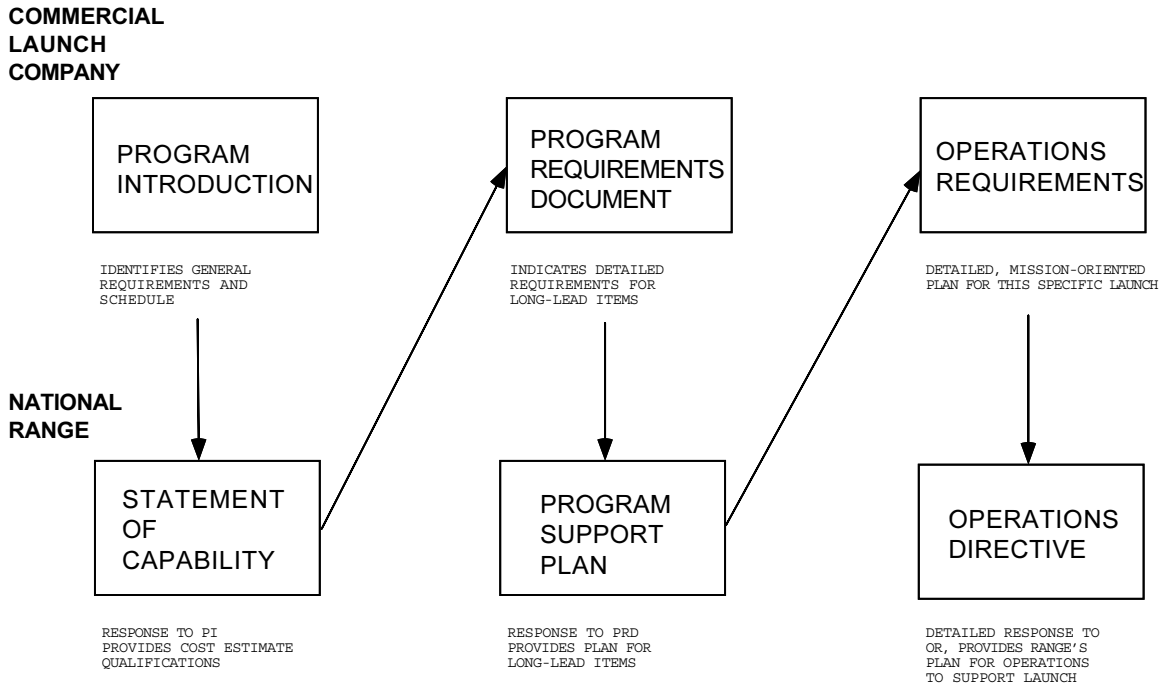 COMMERCIAL
LAUNCH
COMPANY
PROGRAM
INTRODUCTION
IDENTIFIES GENERAL
REQUIREMENTS AND
SCHEDULE
PROGRAM
REQUIREMENTS
DOCUMENT
INDICATES DETAILED
REQUIREMENTS FOR
LONG-LEAD ITEMS
OPERATIONS
REQUIREMENTS
DETAILED, MISSION-ORIENTED
PLAN FOR THIS SPECIFIC LAUNCH
NATIONAL
RANGE
STATEMENT
OF
CAPABILITY
RESPONSE TO PI
PROVIDES COST ESTIMATE
QUALIFICATIONS
PROGRAM
SUPPORT
PLAN
RESPONSE TO PRD
PROVIDES PLAN FOR
LONG-LEAD ITEMS
OPERATIONS
DIRECTIVE
DETAILED RESPONSE TO
OR, PROVIDES RANGE'S
PLAN FOR OPERATIONS
TO SUPPORT LAUNCH